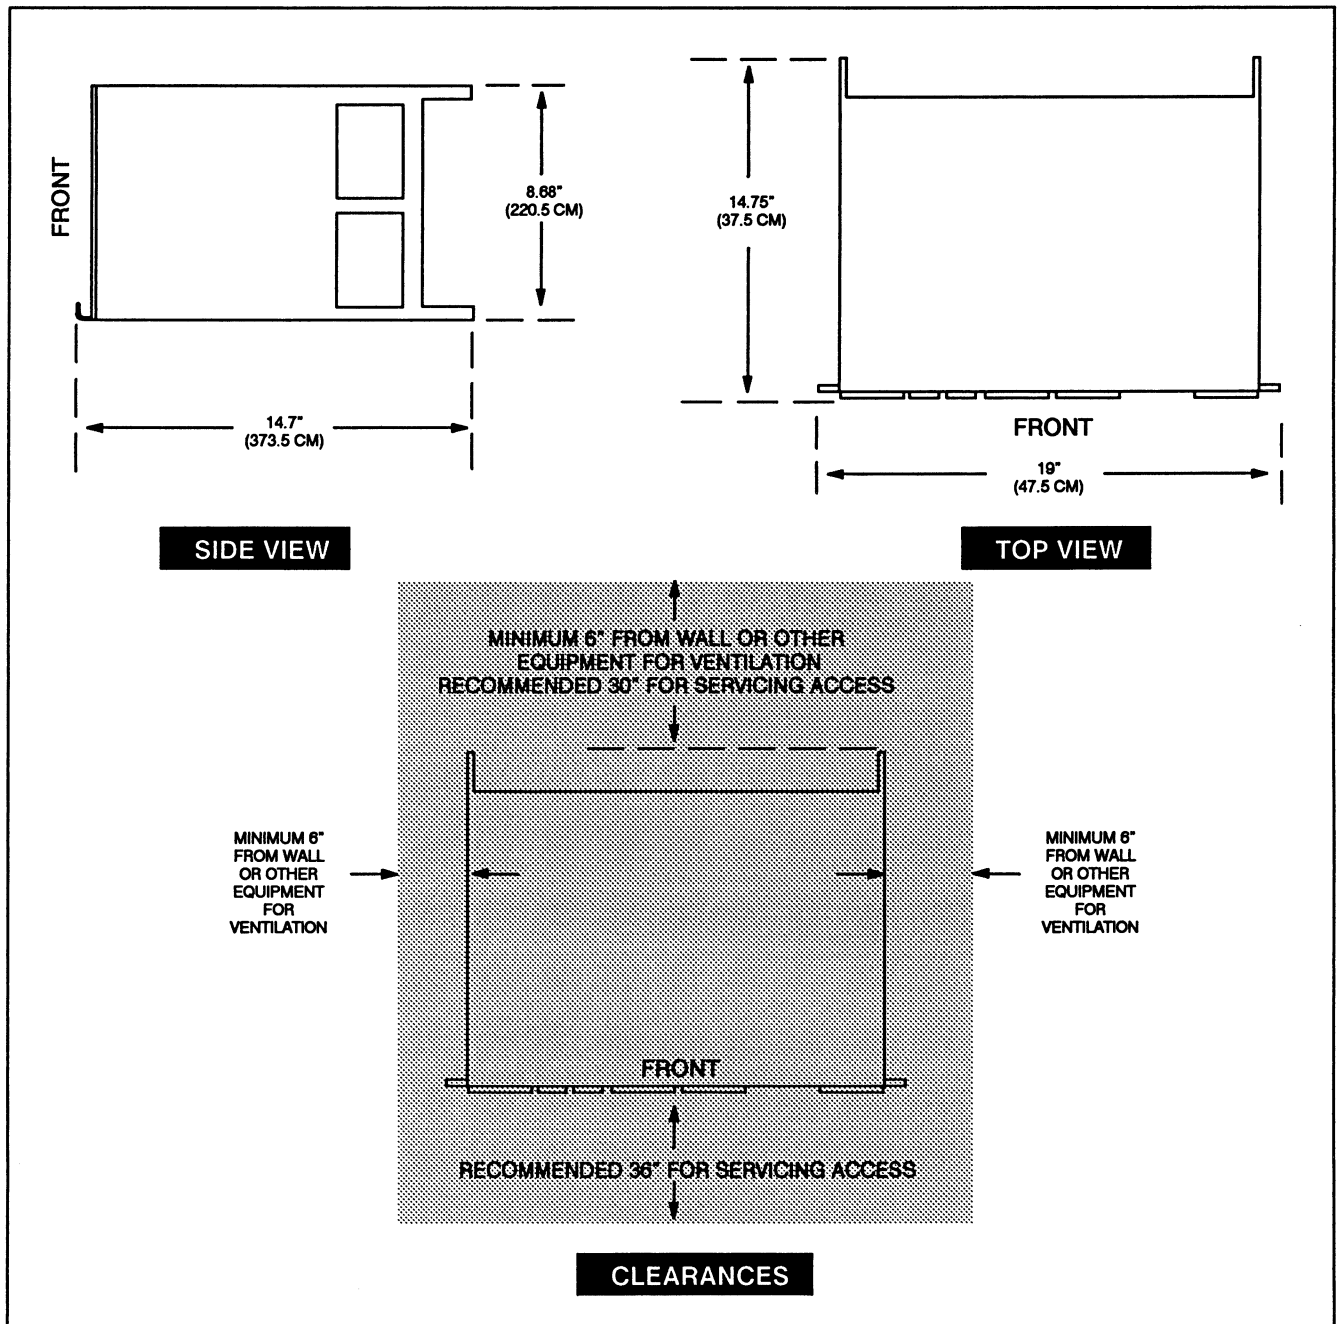 FRONT
8.68"
(220.5 CM)
14.7"
(373.5 CM)
SIDE VIEW
14.75"
(37.5 CM)
FRONT
19"
(47.5 CM)
TOP VIEW
MINIMUM 6" FROM WALL OR OTHER
EQUIPMENT FOR VENTILATION
RECOMMENDED 30" FOR SERVICING ACCESS
MINIMUM 6"
FROM WALL
OR OTHER
EQUIPMENT
FOR
VENTILATION
MINIMUM 6"
FROM WALL
OR OTHER
EQUIPMENT
FOR
VENTILATION
FRONT
RECOMMENDED 36" FOR SERVICING ACCESS
CLEARANCES